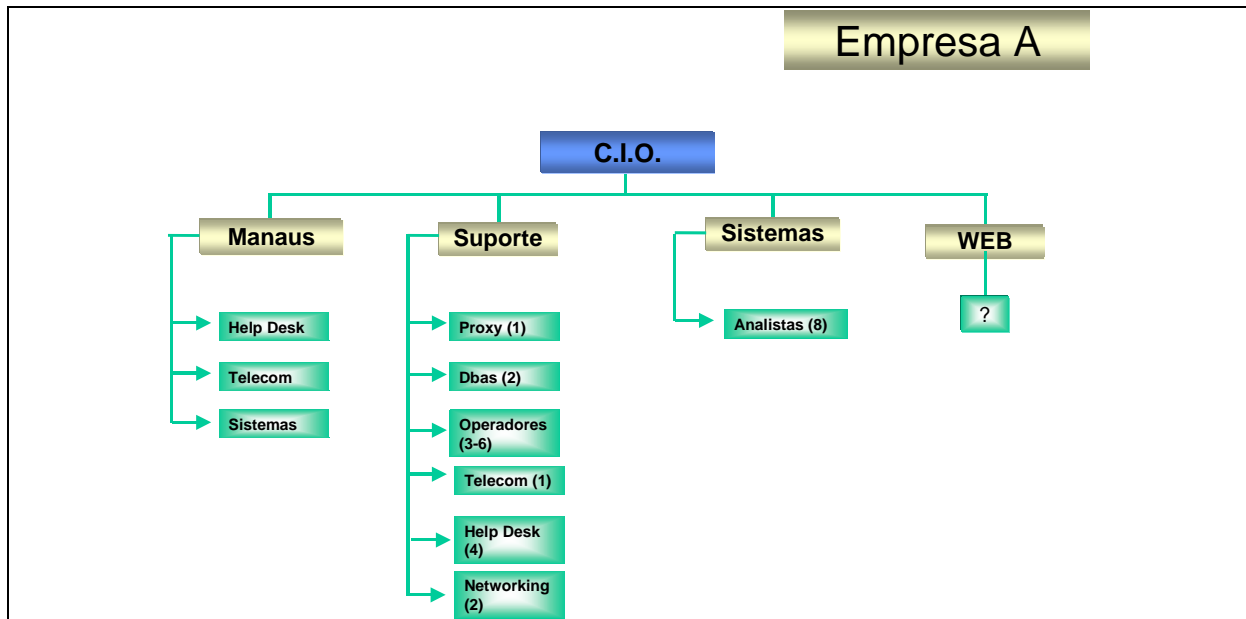 Empresa A
C.I.O.
Manaus
Suporte
Sistemas
WEB
Help Desk
Telecom
Sistemas
Proxy (1)
Dbas (2)
Operadores
(3-6)
Telecom (1)
Help Desk
(4)
Networking
(2)
Analistas (8)
?